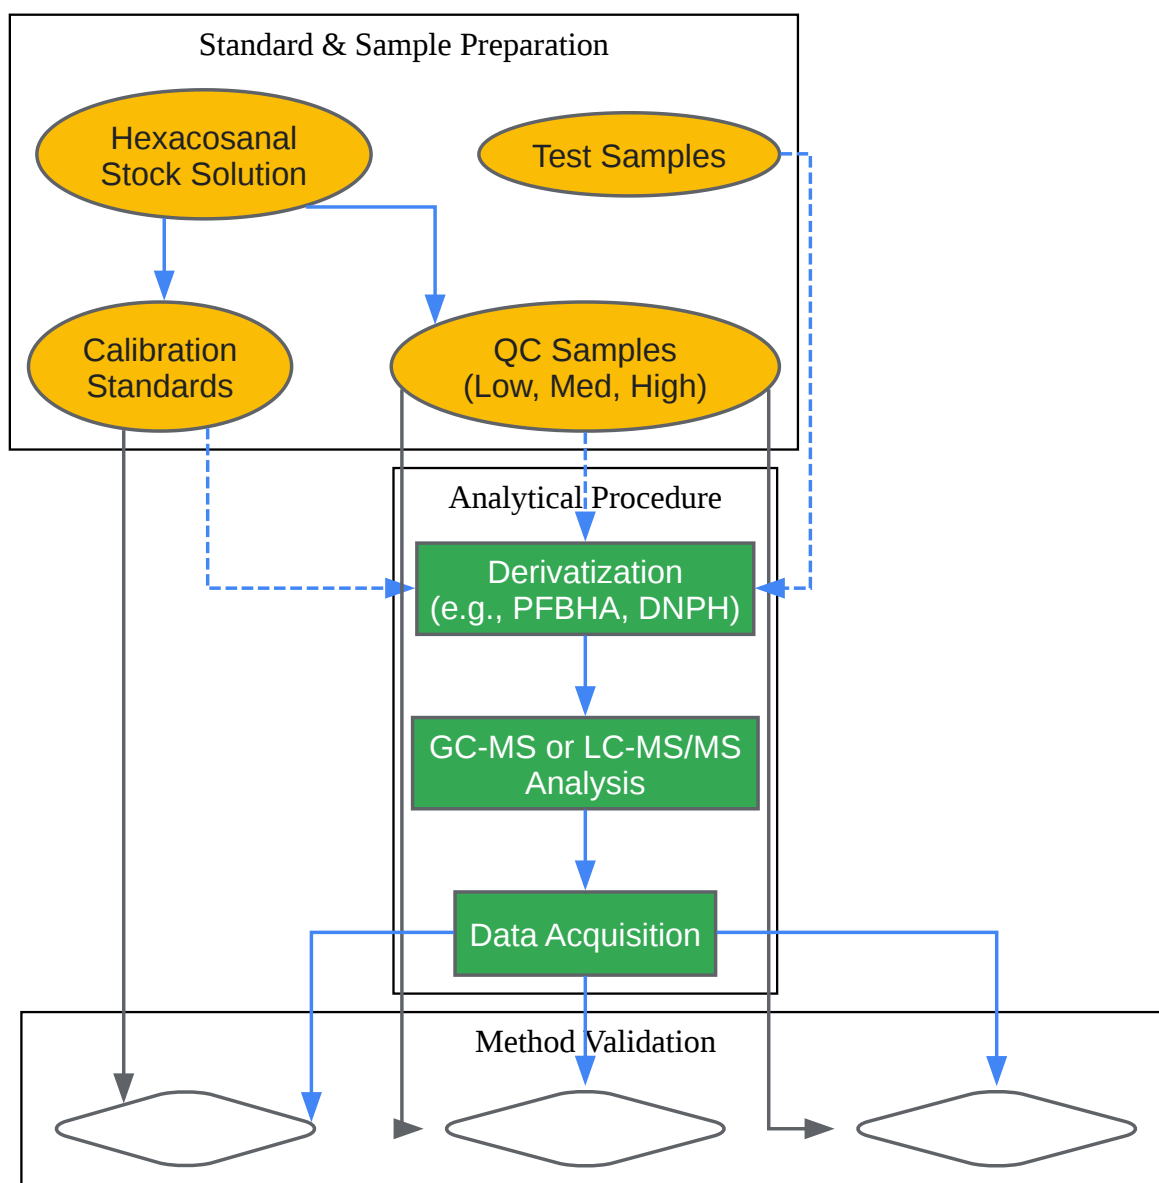 Standard & Sample Preparation
Hexacosanal
Stock Solution
Test Samples
Calibration
Standards
QC Samples
(Low, Med, High)
Analytical Procedure
Derivatization
(e.g., PFBHA, DNPH)
GC-MS or LC-MS/MS
Analysis
Data Acquisition
Method Validation